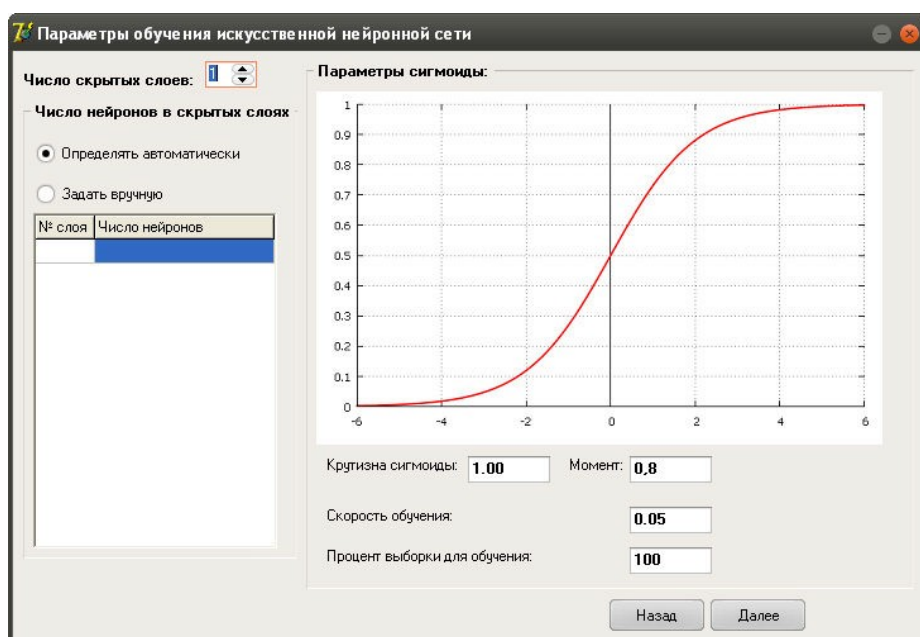 Параметры обучения искусственной нейронной сети
Число скрытых слоев: 1
Число нейронов в скрытых слоях
Определять автоматически
Задать вручную
№ слоя Число нейронов
Параметры сигмоиды:
1
0.9
0.8
0.7
0.6
0.5
0.4
0.3
0.2
0.1
0
-6 -4 -2 0 2 4 6
Крутизна сигмоиды: 1.00 Момент: 0,8
Скорость обучения: 0.05
Процент выборки для обучения: 100
Назад Далее